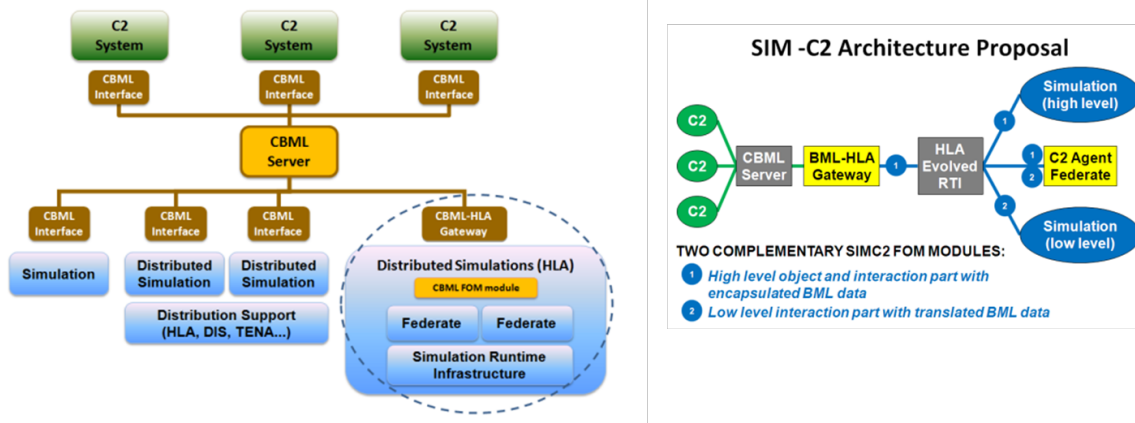 C2
System
C2
System
C2
System
CBML
Interface
CBML
Interface
CBML
Interface
CBML
Server
CBML
Interface
CBML
Interface
CBML
Interface
CBML-HLA
Gateway
Simulation
Distributed
Simulation
Distributed
Simulation
Distribution Support
(HLA, DIS, TENA...)
Distributed Simulations (HLA)
CBML FOM module
Federate
Federate
Simulation Runtime
Infrastructure
SIM -C2 Architecture Proposal
C2
C2
C2
CBML
Server
BML-HLA
Gateway
1
HLA
Evolved
RTI
1
1
2
2
Simulation
(high level)
C2 Agent
Federate
Simulation
(low level)
TWO COMPLEMENTARY SIMC2 FOM MODULES:
1 High level object and interaction part with
encapsulated BML data
2 Low level interaction part with translated BML data